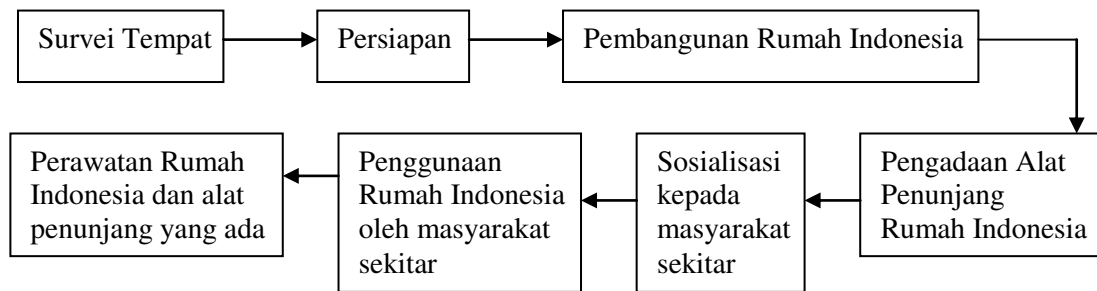 Survei Tempat
Persiapan
Pembangunan Rumah Indonesia
Pengadaan Alat
Penunjang
Rumah Indonesia
Sosialisasi
kepada
masyarakat
sekitar
Penggunaan
Rumah Indonesia
oleh masyarakat
sekitar
Perawatan Rumah
Indonesia dan alat
penunjang yang ada